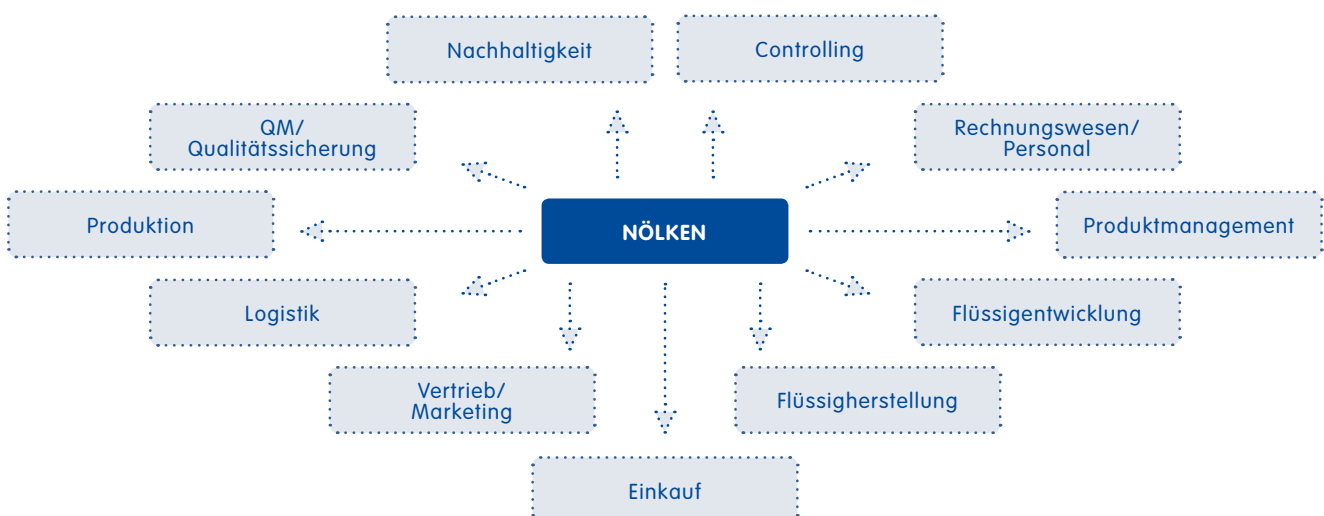 Nachhaltigkeit
Controlling
QM/
Qualitätssicherung
Rechnungswesen/
Personal
Produktion
NÖLKEN
Produktmanagement
Logistik
Flüssigentwicklung
Vertrieb/
Marketing
Flüssigherstellung
Einkauf